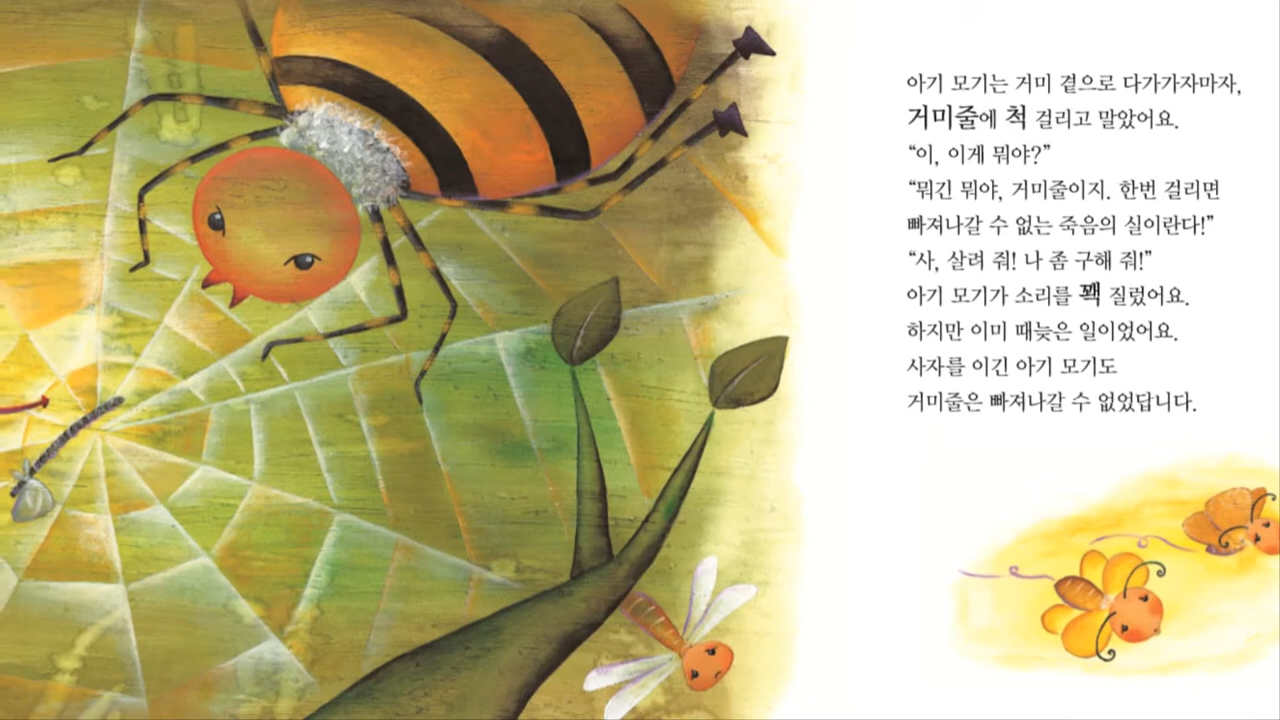 아기 모기는 거미 곁으로 다가가자마자,
거미줄에 척 걸리고 말았어요.
“이, 이게 뭐야?”
“뭐긴 뭐야, 거미줄이지. 한번 걸리면
빠져나갈 수 없는 죽음의 실이란다!”
“사, 살려 줘! 나 좀 구해 줘!”
아기 모기가 소리를 꽥 질렀어요.
하지만 이미 때늦은 일이었어요.
사자를 이긴 아기 모기도
거미줄은 빠져나갈 수 없었답니다.